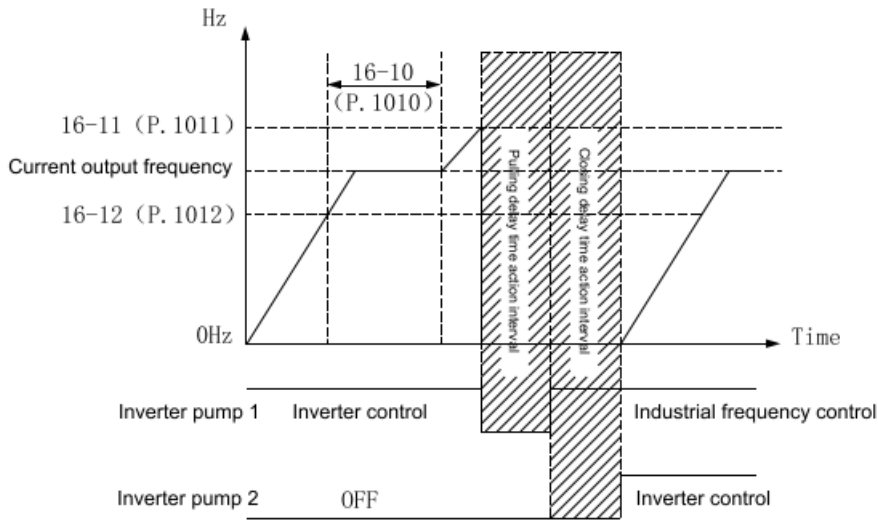 Hz
16-10
(P.1010)
16-11 (P.1011)
Current output frequency
16-12 (P.1012)
Pulling delay time action interval
Closing delay time action interval
0Hz
Time
Inverter pump 1
Inverter control
Industrial frequency control
Inverter pump 2
OFF
Inverter control